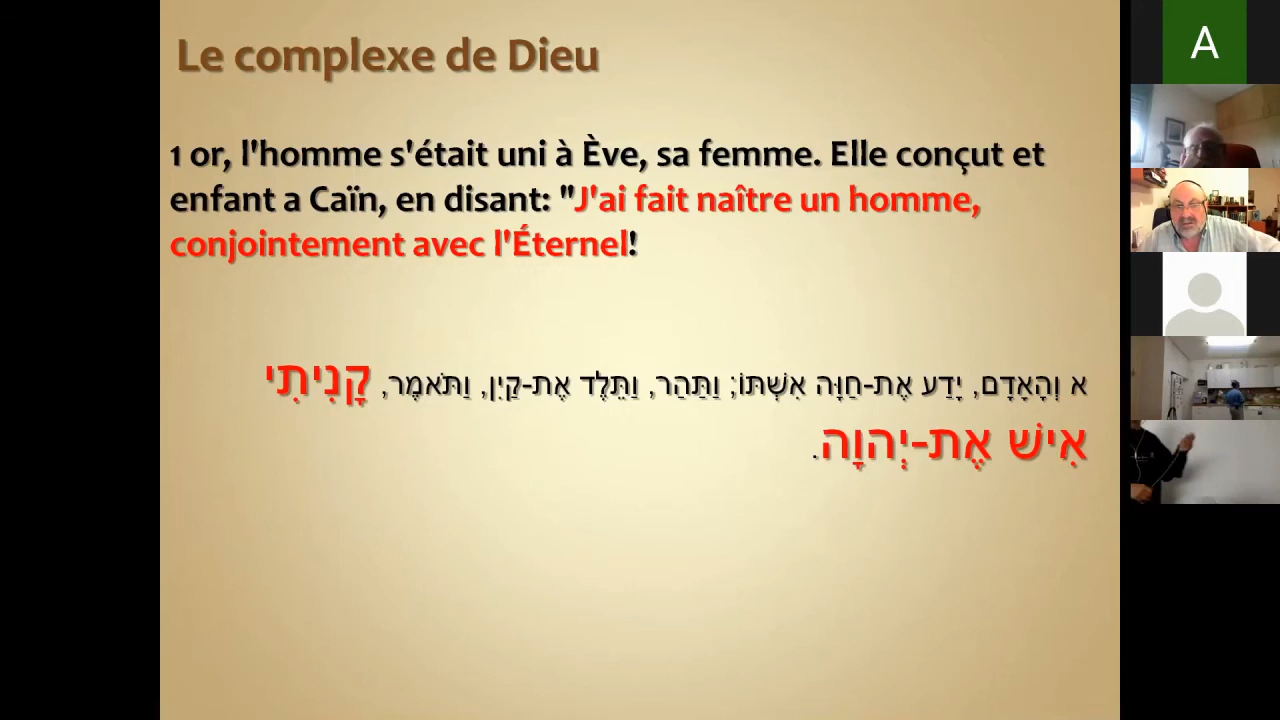 Le complexe de Dieu
1 or, l'homme s'était uni à Ève, sa femme. Elle conçut et
enfant a Caïn, en disant: "J'ai fait naître un homme,
conjointement avec l'Éternel!
א וְהָאָדָם, יָדַע אֶת-חַוָּה אִשְׁתּוֹ; וַתַּהַר, וַתֵּלֶד אֶת-קַיִן, וַתֹּאמֶר, קָנִיתִי
אִישׁ אֶת-יְהוָה.
A